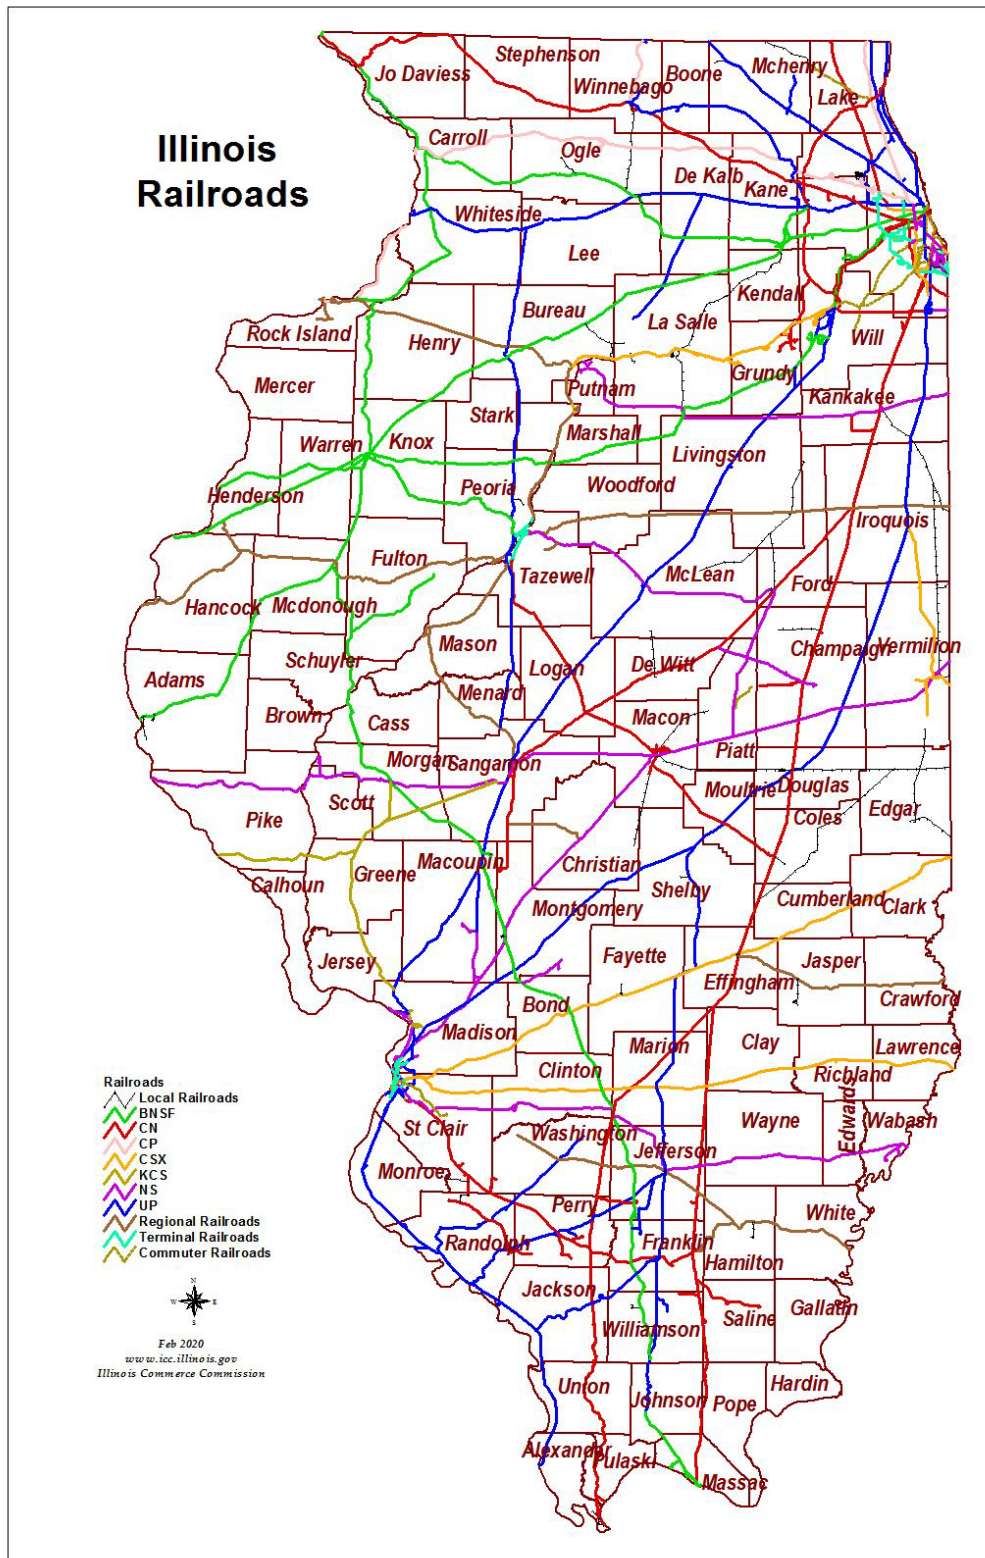 Illinois
Railroads
Stephenson
Jo Daviess
Winnebago
Boone
Mchenry
Lake
Carroll
Ogle
De Kalb
Kane
Whiteside
Lee
Bureau
La Salle
Kendall
Will
Rock Island
Henry
Grundy
Mercer
Putnam
Kankakee
Stark
Warren
Knox
Marshall
Livingston
Henderson
Peoria
Woodford
Iroquois
Fulton
Tazewell
McLean
Ford
Hancock
Mcdonough
Mason
Schuyler
Logan
De Witt
Champaign
Vermilion
Adams
Menard
Brown
Cass
Macon
Piatt
Morgan
Sangamon
Scott
Moultrie
Douglas
Pike
Coles
Edgar
Christian
Macoupin
Greene
Calhoun
Shelby
Cumberland
Clark
Montgomery
Jersey
Fayette
Effingham
Jasper
Crawford
Bond
Madison
Marion
Clay
Lawrence
Clinton
Richland
Railroads
Local Railroads
BNSF
CN
CP
CSX
KCS
NS
UP
Regional Railroads
Terminal Railroads
Commuter Railroads
St Clair
Washington
Jefferson
Wayne
Edwards
Wabash
Monroe
Perry
White
Randolph
Franklin
Hamilton
Jackson
Williamson
Saline
Gallatin
N
W
E
S
Feb 2020
www.icc.illinois.gov
Illinois Commerce Commission
Union
Johnson
Pope
Hardin
Alexander
Pulaski
Massac